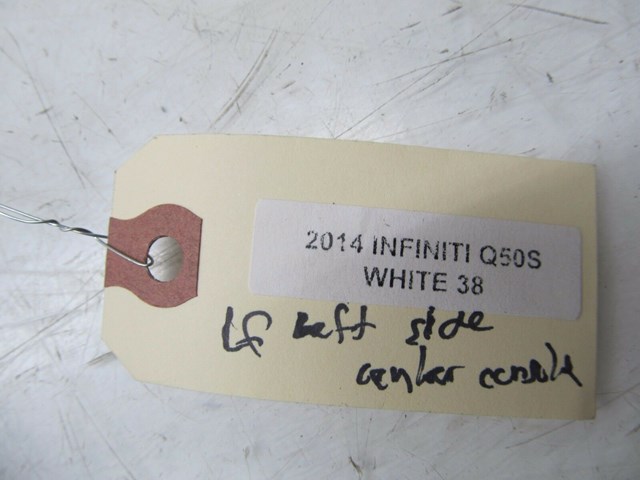 2014 INFINITI Q50S
WHITE 38
LF left side
center console